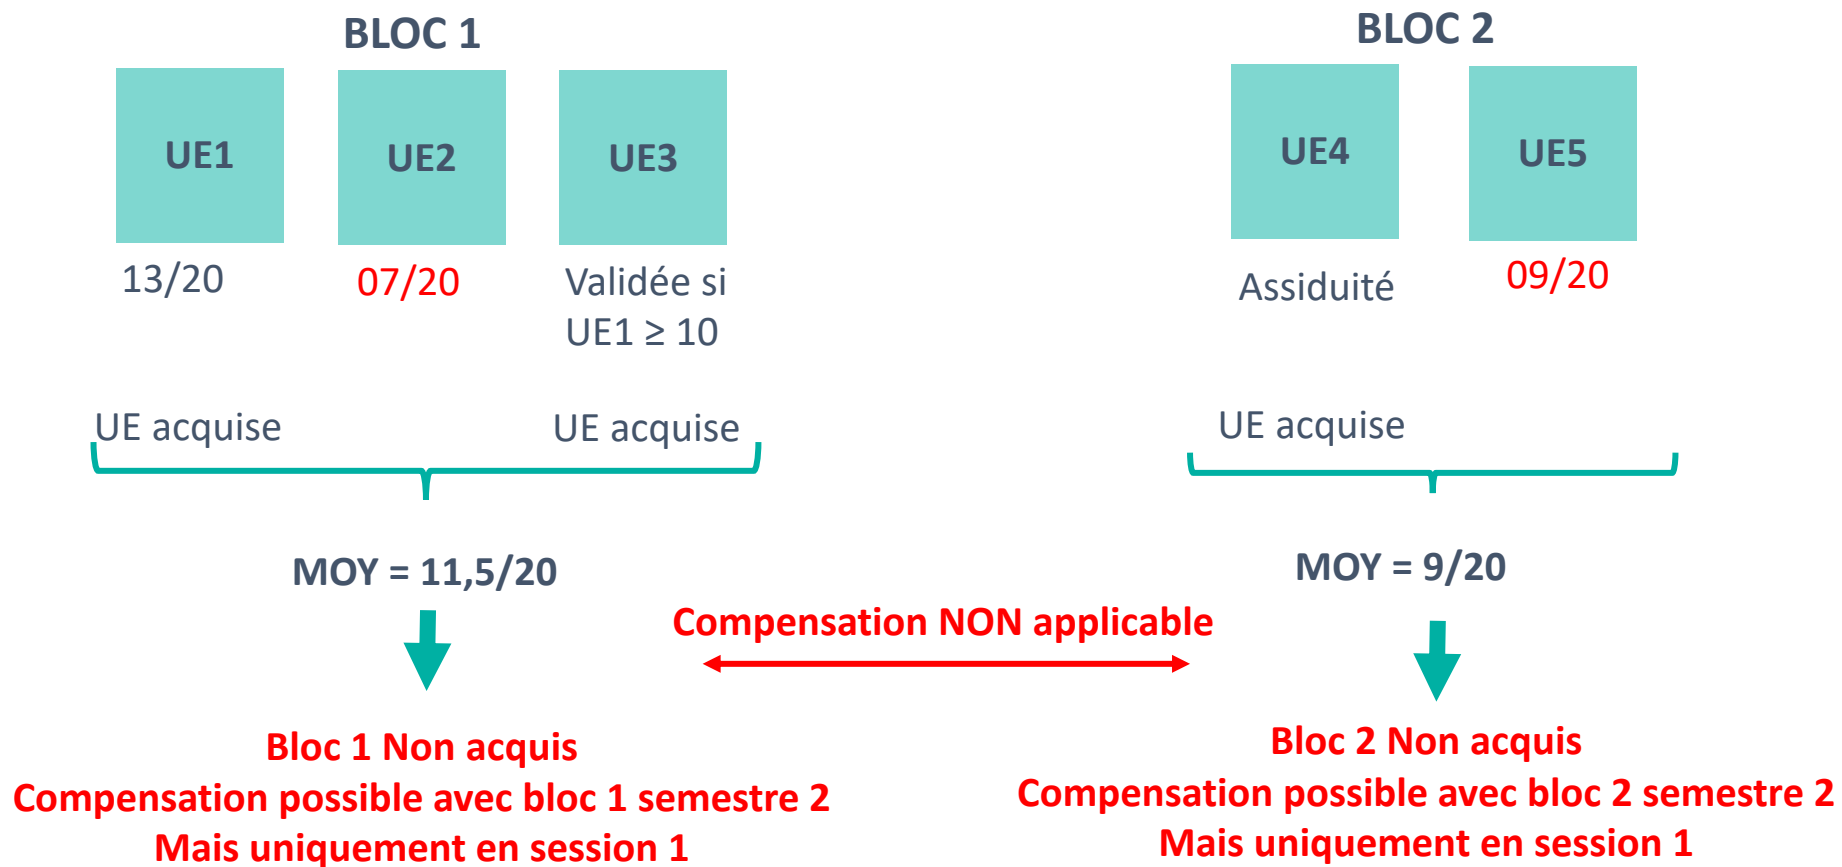 BLOC 1
UE1
UE2
UE3
13/20
07/20
Validée si
UE1 ≥ 10
UE acquise
UE acquise
MOY = 11,5/20
Bloc 1 Non acquis
Compensation possible avec bloc 1 semestre 2
Mais uniquement en session 1
Compensation NON applicable
BLOC 2
UE4
UE5
Assiduité
09/20
UE acquise
MOY = 9/20
Bloc 2 Non acquis
Compensation possible avec bloc 2 semestre 2
Mais uniquement en session 1